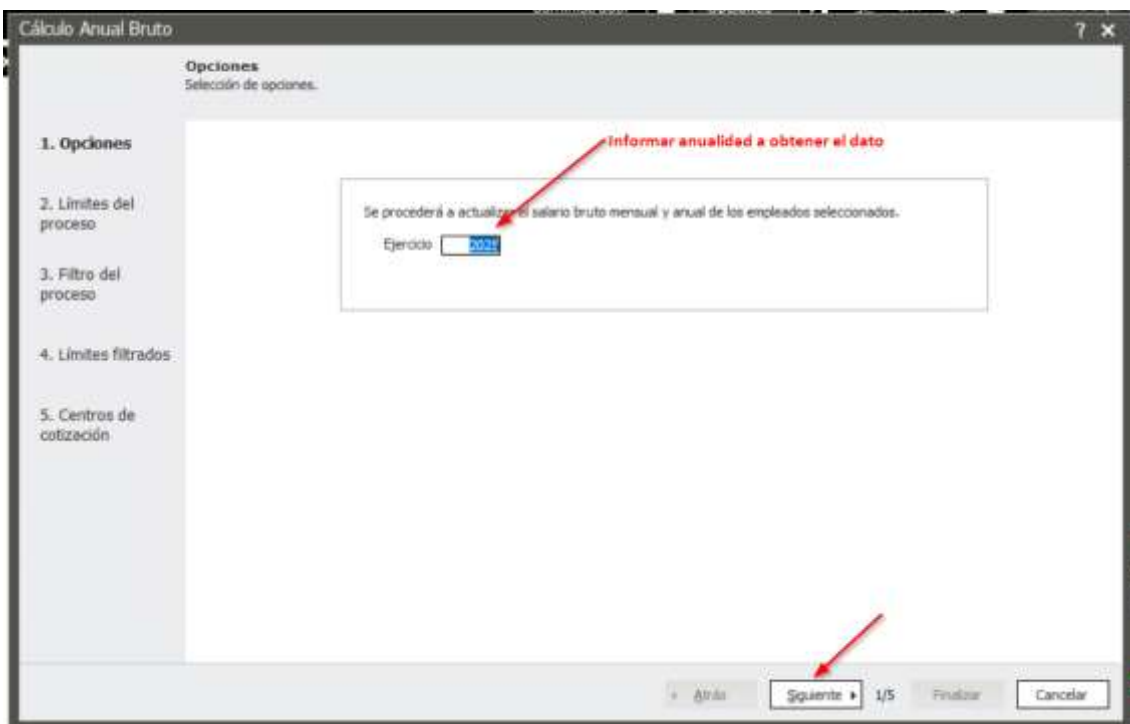 Cálculo Anual Bruto
? ×
Opciones
Selección de opciones.
1. Opciones
2. Límites del
proceso
3. Filtro del
proceso
4. Límites filtrados
5. Centros de
cotización
Informar anualidad a obtener el dato
Se procederá a actualizar el salario bruto mensual y anual de los empleados seleccionados.
Ejercicio
Atrás
Siguiente
1/5
Finalizar
Cancelar